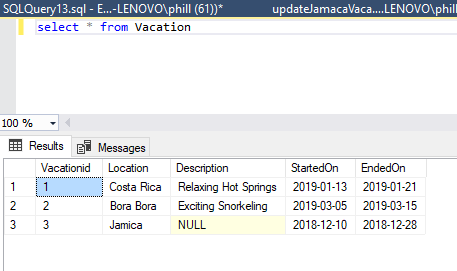 SQLQuery13.sql - E...-LENOVO\phill (61))* updateJamacaVaca....LENOVO\phill
select * from Vacation
100 %
Results Messages
Vacationid Location Description StartedOn EndedOn
1 1 Costa Rica Relaxing Hot Springs 2019-01-13 2019-01-21
2 2 Bora Bora Exciting Snorkeling 2019-03-05 2019-03-15
3 3 Jamica NULL 2018-12-10 2018-12-28